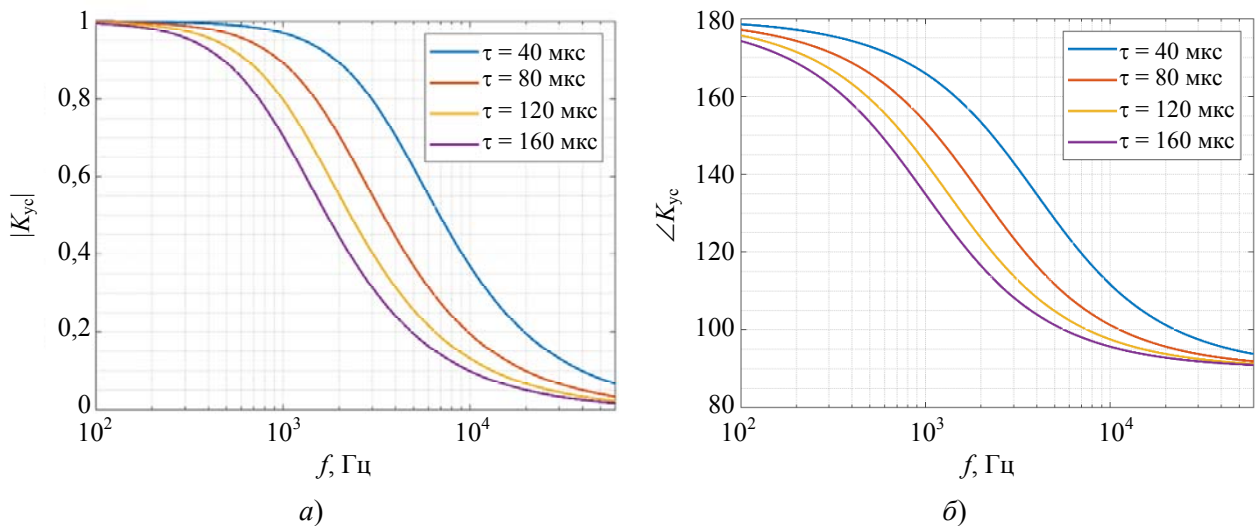 1
0,8
0,6
0,4
0,2
0
|Kус|
10² 10³ 10⁴
f, Гц
τ = 40 мкс
τ = 80 мкс
τ = 120 мкс
τ = 160 мкс
а)
180
160
140
120
100
80
∠Kус
10² 10³ 10⁴
f, Гц
τ = 40 мкс
τ = 80 мкс
τ = 120 мкс
τ = 160 мкс
б)